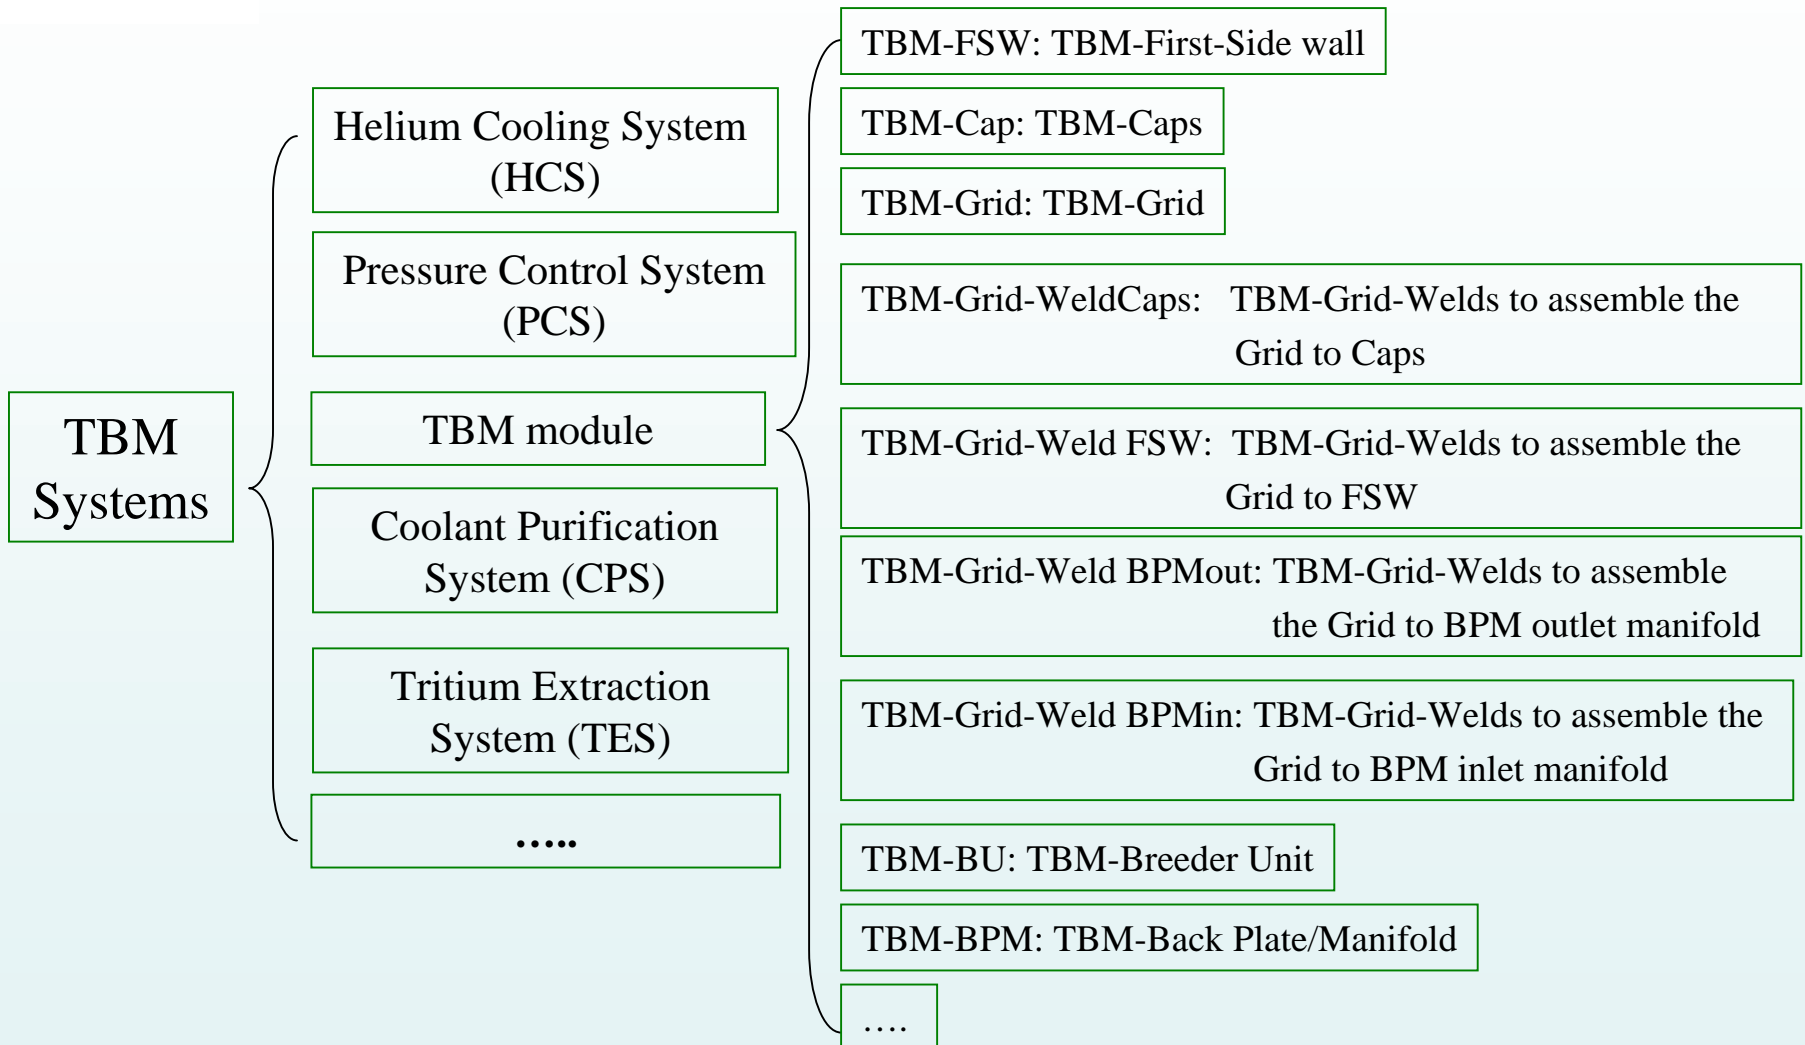 TBM
Systems
Helium Cooling System
(HCS)
Pressure Control System
(PCS)
TBM module
Coolant Purification
System (CPS)
Tritium Extraction
System (TES)
.....
TBM-FSW: TBM-First-Side wall
TBM-Cap: TBM-Caps
TBM-Grid: TBM-Grid
TBM-Grid-WeldCaps: TBM-Grid-Welds to assemble the
Grid to Caps
TBM-Grid-Weld FSW: TBM-Grid-Welds to assemble the
Grid to FSW
TBM-Grid-Weld BPMout: TBM-Grid-Welds to assemble
the Grid to BPM outlet manifold
TBM-Grid-Weld BPMin: TBM-Grid-Welds to assemble the
Grid to BPM inlet manifold
TBM-BU: TBM-Breeder Unit
TBM-BPM: TBM-Back Plate/Manifold
....